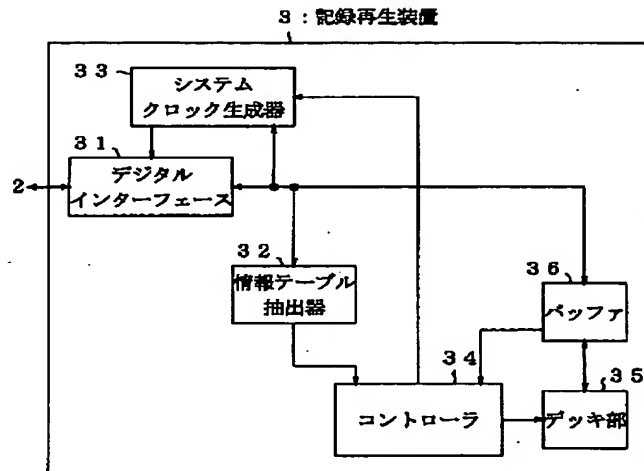 3：記録再生装置
33
システム
クロック生成器
31
デジタル
インターフェース
2
32
情報テーブル
抽出器
36
バッファ
34
コントローラ
35
デッキ部